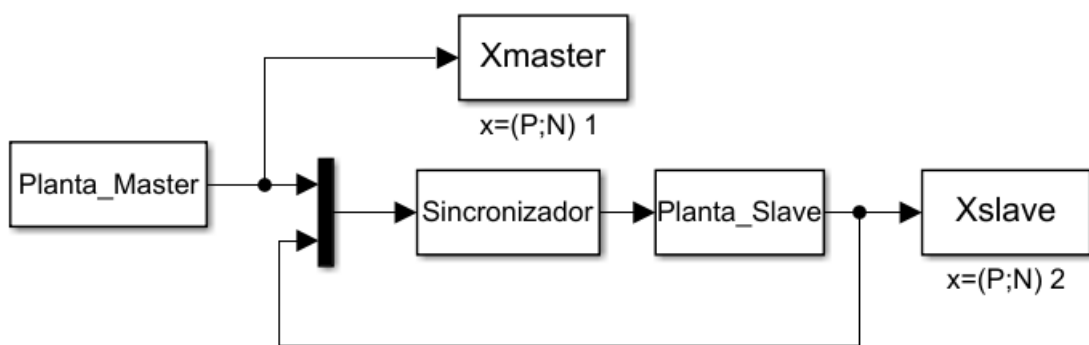 Xmaster
x=(P;N) 1
Planta_Master
Sincronizador
Planta_Slave
Xslave
x=(P;N) 2